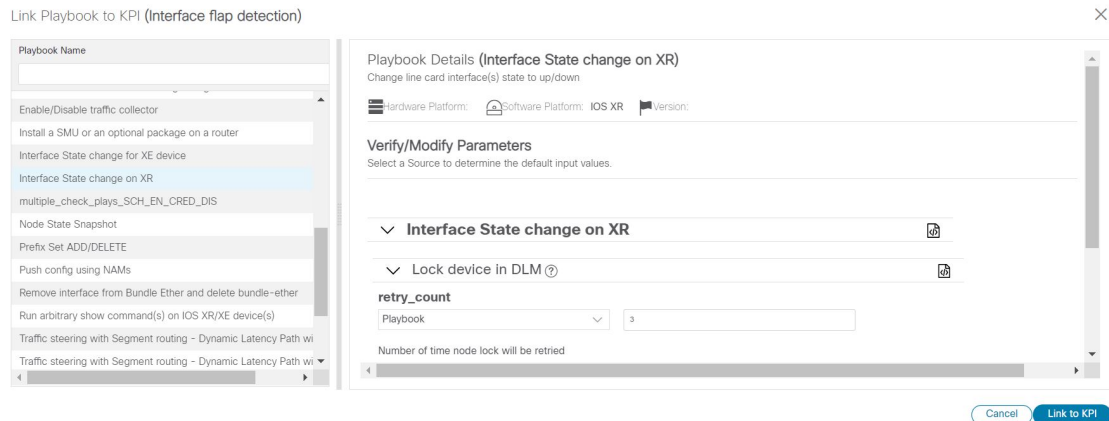 Link Playbook to KPI (Interface flap detection)
Playbook Name
Enable/Disable traffic collector
Install a SMU or an optional package on a router
Interface State change for XE device
Interface State change on XR
multiple_check_plays_SCH_EN_CRED_DIS
Node State Snapshot
Prefix Set ADD/DELETE
Push config using NAMs
Remove interface from Bundle Ether and delete bundle-ether
Run arbitrary show command(s) on IOS XR/XE device(s)
Traffic steering with Segment routing - Dynamic Latency Path wi
Traffic steering with Segment routing - Dynamic Latency Path wi
Playbook Details (Interface State change on XR)
Change line card interface(s) state to up/down
Hardware Platform: Software Platform: IOS XR Version:
Verify/Modify Parameters
Select a Source to determine the default input values.
Interface State change on XR
Lock device in DLM ?
retry_count
Playbook 3
Number of time node lock will be retried
Cancel Link to KPI